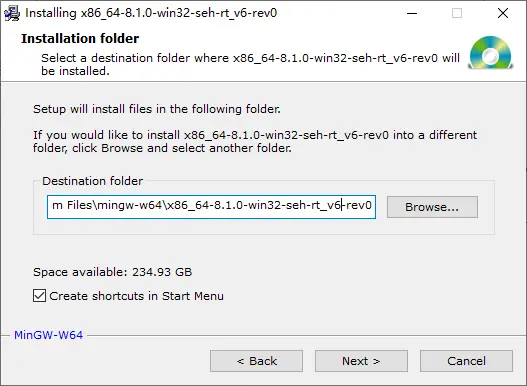 Installing x86_64-8.1.0-win32-seh-rt_v6-rev0
Installation folder
Select a destination folder where x86_64-8.1.0-win32-seh-rt_v6-rev0 will
be installed.
Setup will install files in the following folder.
If you would like to install x86_64-8.1.0-win32-seh-rt_v6-rev0 into a different
folder, click Browse and select another folder.
Destination folder
m Files\mingw-w64\x86_64-8.1.0-win32-seh-rt_v6-rev0
Browse...
Space available: 234.93 GB
Create shortcuts in Start Menu
MinGW-W64
< Back
Next >
Cancel